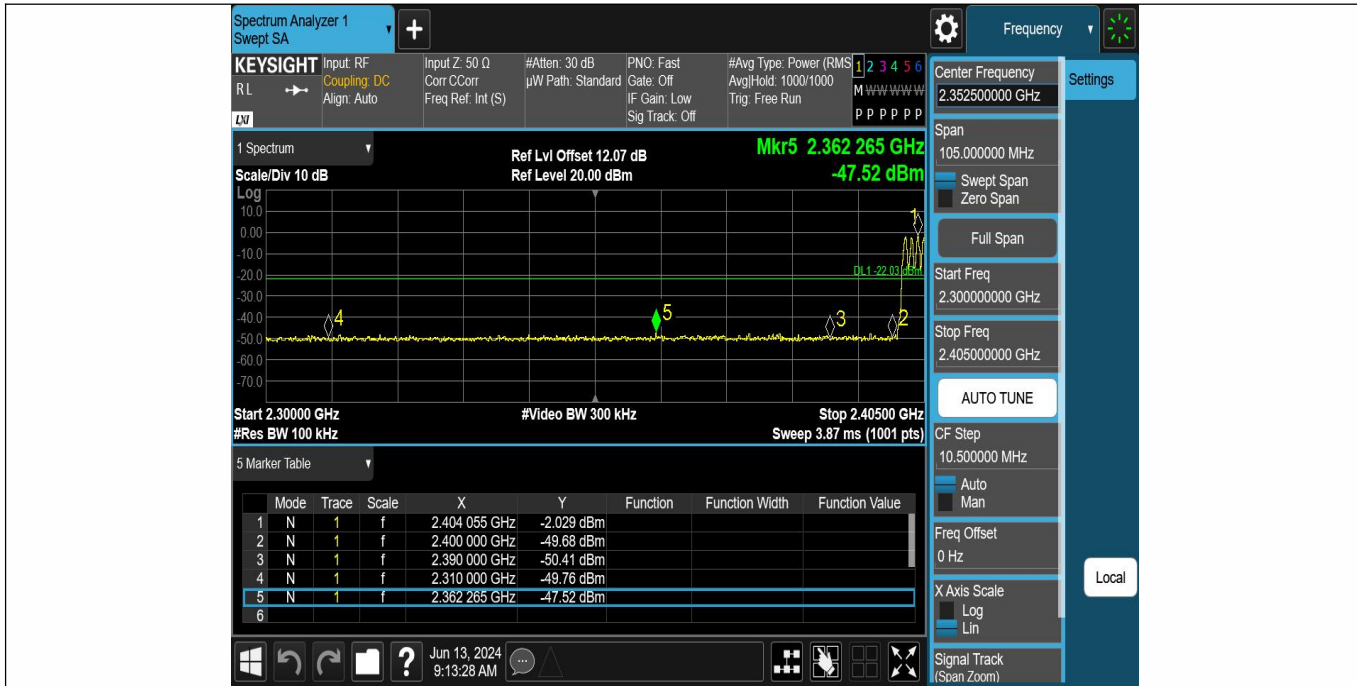 Spectrum Analyzer 1
Swept SA
+
Frequency
KEYSIGHT
R L
LXI
Input: RF
Coupling: DC
Align: Auto
Input Z: 50 Ω
Corr CCorr
Freq Ref: Int (S)
#Atten: 30 dB
µW Path: Standard
PNO: Fast
Gate: Off
IF Gain: Low
Sig Track: Off
#Avg Type: Power (RMS
Avg|Hold: 1000/1000
Trig: Free Run
1 2 3 4 5 6
M W W W W W
P P P P P P
1 Spectrum
Scale/Div 10 dB
Ref Lvl Offset 12.07 dB
Ref Level 20.00 dBm
Mkr5 2.362 265 GHz
-47.52 dBm
Log
10.0
0.00
-10.0
-20.0
-30.0
-40.0
-50.0
-60.0
-70.0
1
DL1 -22.03 dBm
4
5
3
2
Start 2.30000 GHz
#Video BW 300 kHz
Stop 2.40500 GHz
#Res BW 100 kHz
Sweep 3.87 ms (1001 pts)
5 Marker Table
Mode Trace Scale X Y Function Function Width Function Value
1 N 1 f 2.404 055 GHz -2.029 dBm
2 N 1 f 2.400 000 GHz -49.68 dBm
3 N 1 f 2.390 000 GHz -50.41 dBm
4 N 1 f 2.310 000 GHz -49.76 dBm
5 N 1 f 2.362 265 GHz -47.52 dBm
6
?
Jun 13, 2024
9:13:28 AM
Center Frequency
2.352500000 GHz
Settings
Span
105.000000 MHz
Swept Span
Zero Span
Full Span
Start Freq
2.300000000 GHz
Stop Freq
2.405000000 GHz
AUTO TUNE
CF Step
10.500000 MHz
Auto
Man
Freq Offset
0 Hz
Local
X Axis Scale
Log
Lin
Signal Track
(Span Zoom)